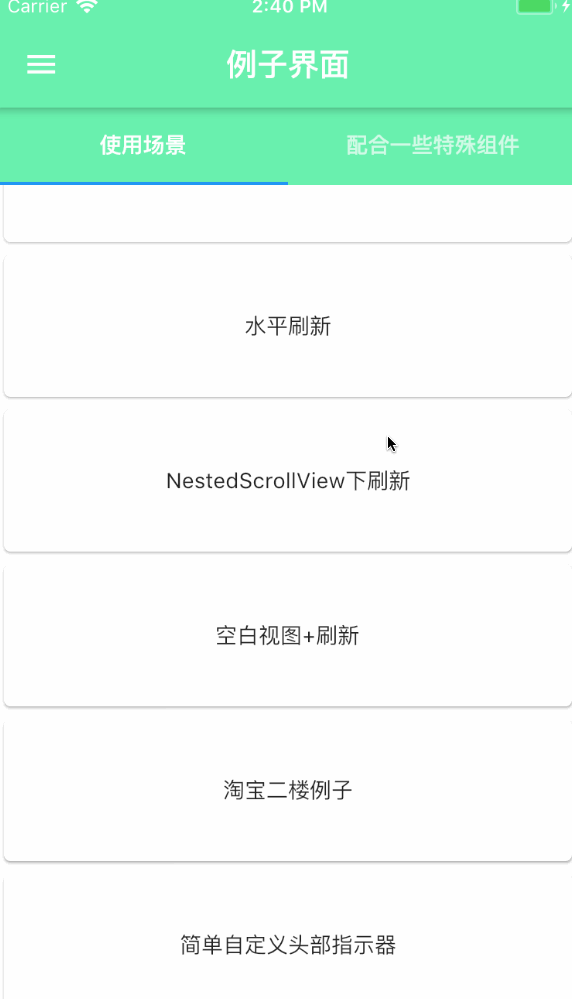 Carrier 2:40 PM
例子界面
使用场景 配合一些特殊组件
水平刷新
NestedScrollView下刷新
空白视图+刷新
淘宝二楼例子
简单自定义头部指示器